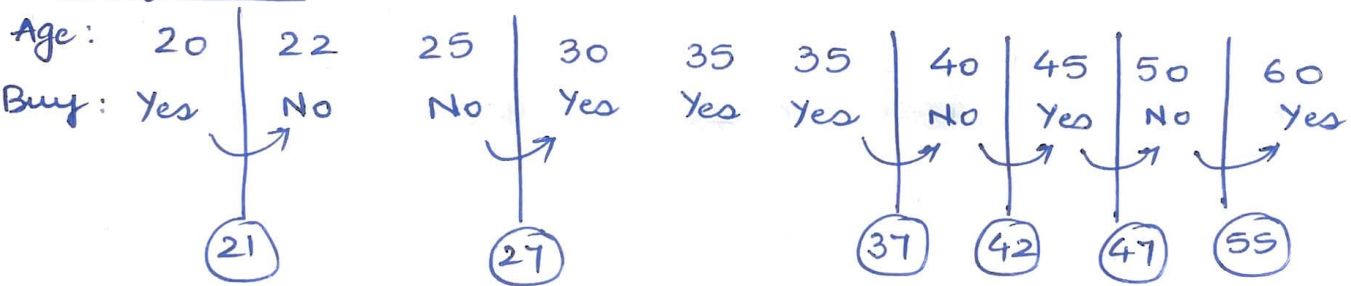 Age: 20 22 25 30 35 35 40 45 50 60
Buy: Yes No No Yes Yes Yes No Yes No Yes
21 27 37 42 47 55